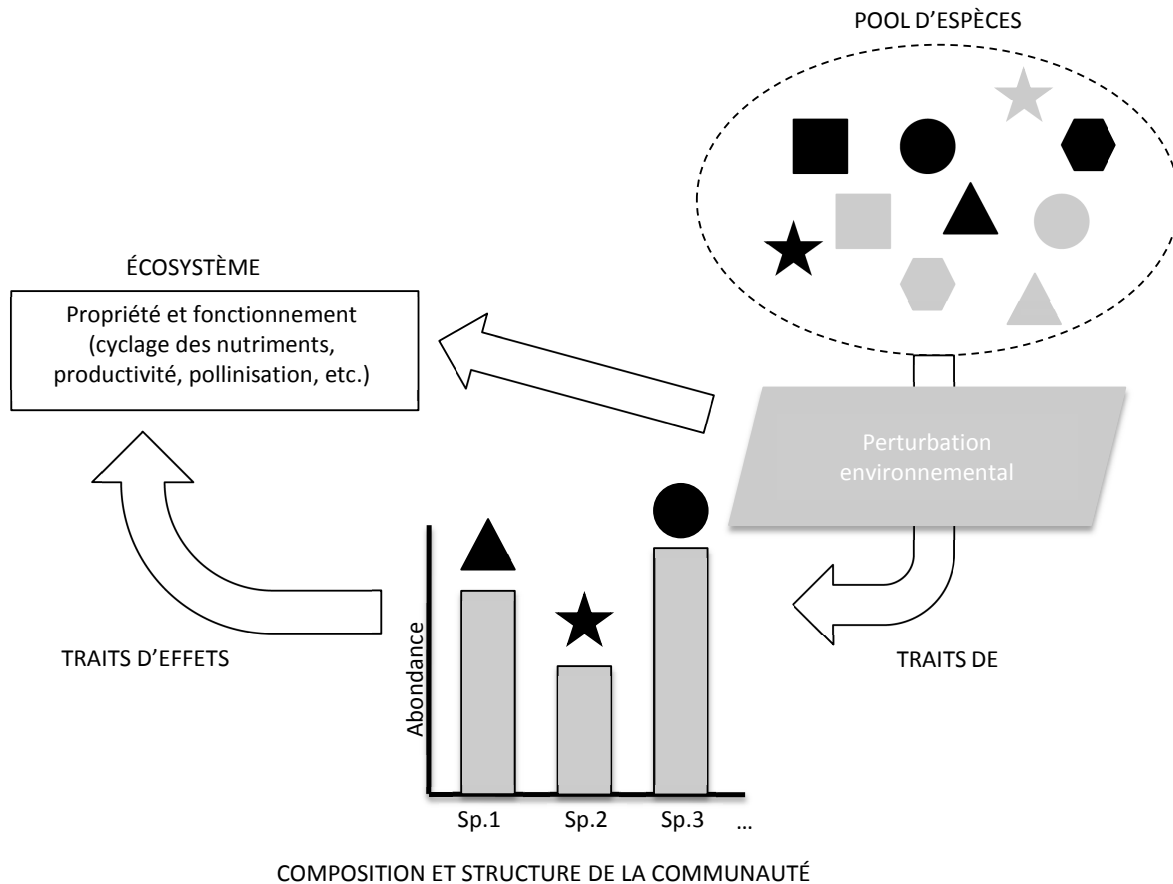 POOL D’ESPÈCES
ÉCOSYSTÈME
Propriété et fonctionnement
(cyclage des nutriments,
productivité, pollinisation, etc.)
Perturbation
environnemental
TRAITS D’EFFETS
TRAITS DE
Abondance
Sp.1 Sp.2 Sp.3 ...
COMPOSITION ET STRUCTURE DE LA COMMUNAUTÉ